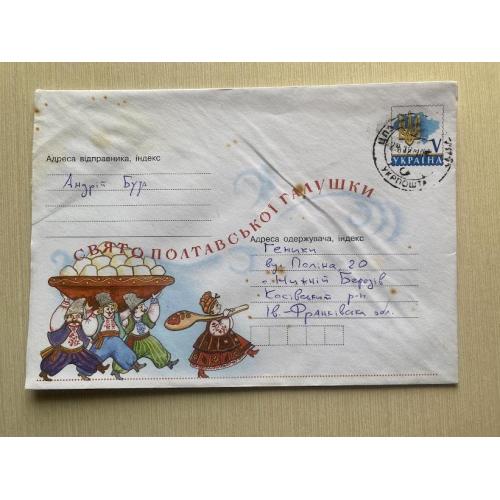 V
УКРАЇНА
УКРПОШТА
Адреса відправника, індекс
Андрій
СВЯТО ПОЛТАВСЬКОЇ ГАЛУШКИ
Адреса одержувача, індекс
Геники
вул Поліна, 20
с. Нижній Березів
Косівський р-н
Ів-Франківська обл.